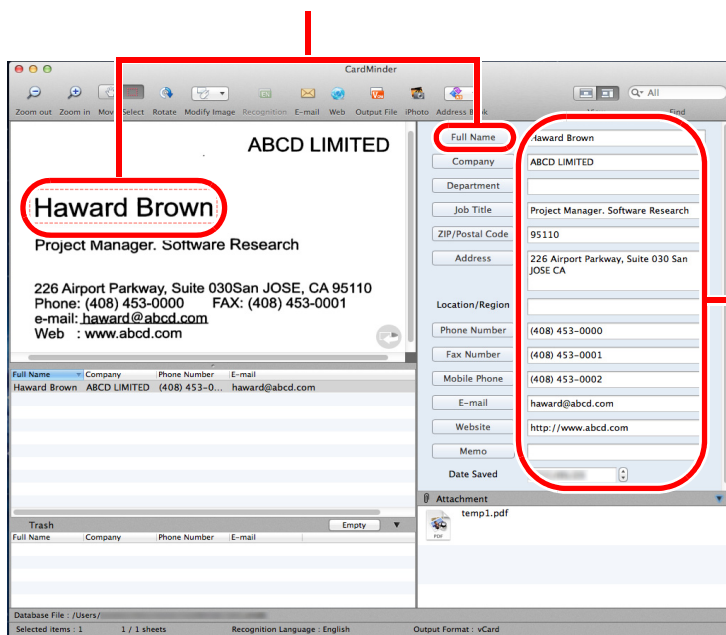 CardMinder
Zoom out Zoom in Move Select Rotate Modify Image Recognition E-mail Web Output File iPhoto Address Book View Find
All
ABCD LIMITED
Haward Brown
Project Manager. Software Research
226 Airport Parkway, Suite 030San JOSE, CA 95110
Phone: (408) 453-0000 FAX: (408) 453-0001
e-mail: haward@abcd.com
Web : www.abcd.com
Full Name Company Phone Number E-mail
Haward Brown ABCD LIMITED (408) 453-0... haward@abcd.com
Trash Empty
Full Name Company Phone Number E-mail
Full Name Haward Brown
Company ABCD LIMITED
Department
Job Title Project Manager. Software Research
ZIP/Postal Code 95110
Address 226 Airport Parkway, Suite 030 San
JOSE CA
Location/Region
Phone Number (408) 453-0000
Fax Number (408) 453-0001
Mobile Phone (408) 453-0002
E-mail haward@abcd.com
Website http://www.abcd.com
Memo
Date Saved
Attachment
temp1.pdf
PDF
Database File : /Users/
Selected items : 1 1 / 1 sheets Recognition Language : English Output Format : vCard